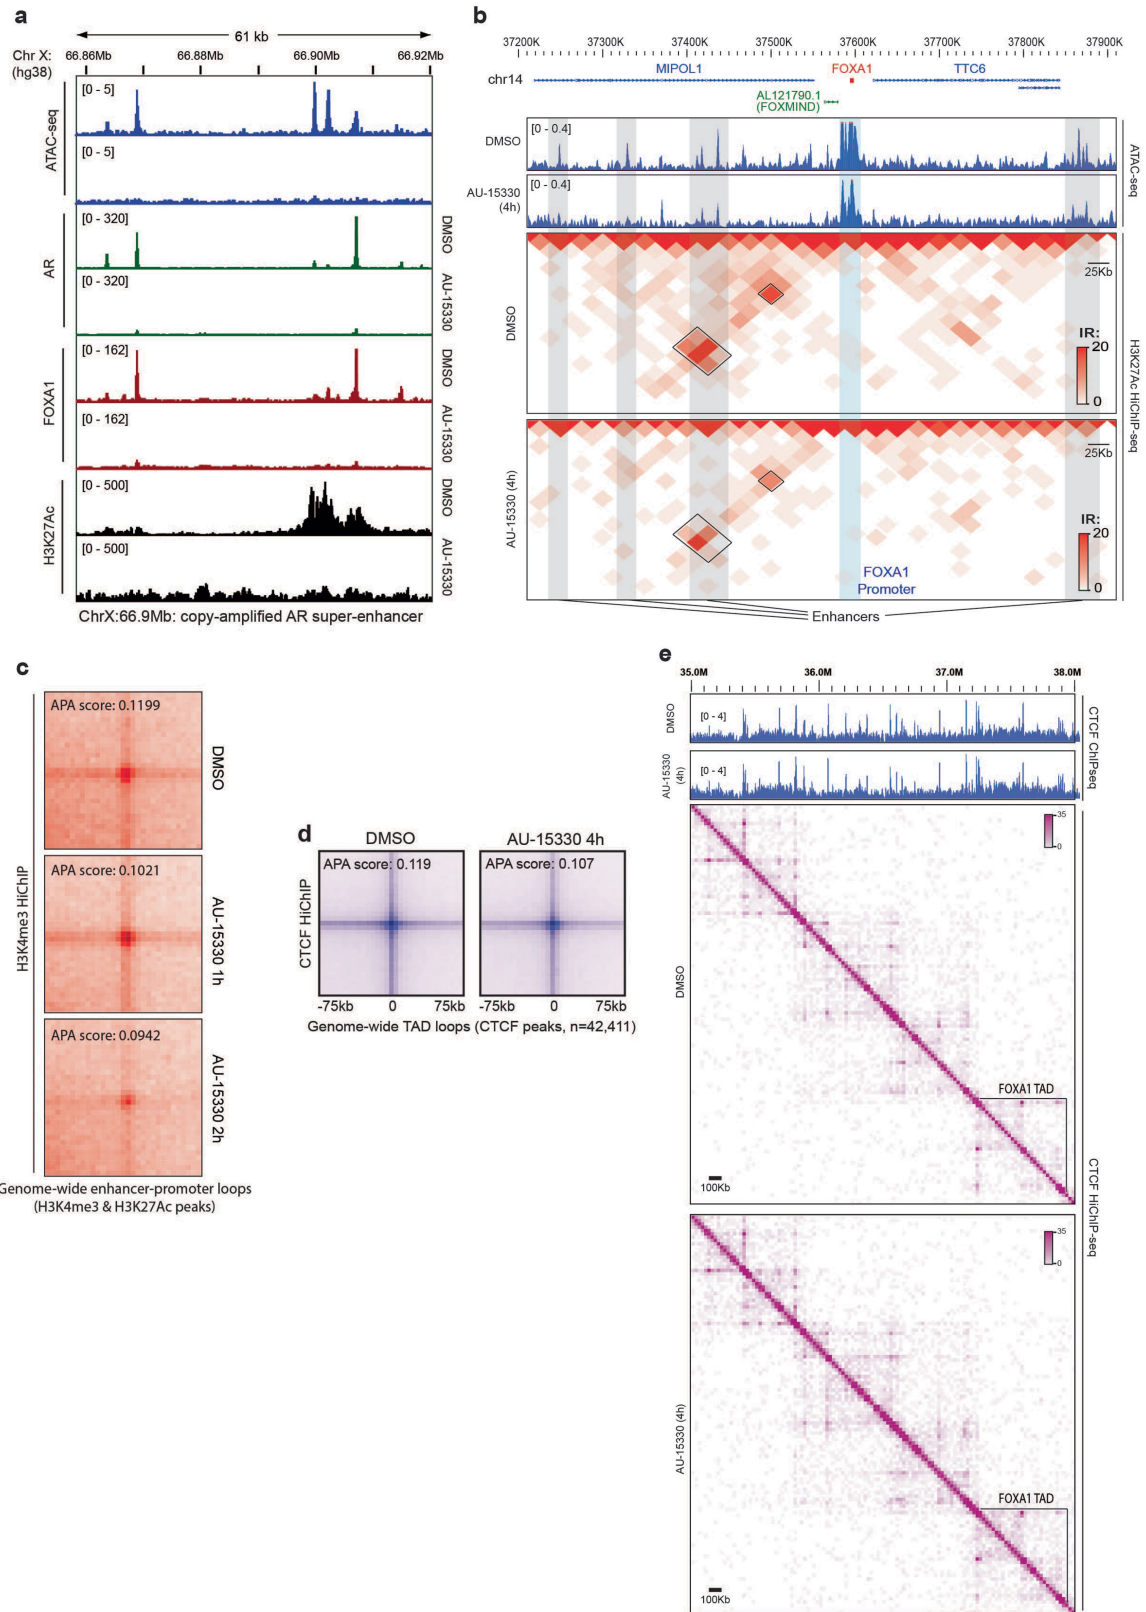 a
61 kb
Chr X:
(hg38)
66.86Mb
66.88Mb
66.90Mb
66.92Mb
ATAC-seq
[0 - 5]
[0 - 5]
AR
[0 - 320]
DMSO
[0 - 320]
AU-15330
FOXA1
[0 - 162]
DMSO
[0 - 162]
AU-15330
H3K27Ac
[0 - 500]
DMSO
[0 - 500]
AU-15330
ChrX:66.9Mb: copy-amplified AR super-enhancer
b
37200K
37300K
37400K
37500K
37600K
37700K
37800K
37900K
chr14
MIPOL1
FOXA1
TTC6
AL121790.1
(FOXMIND)
DMSO
[0 - 0.4]
AU-15330
(4h)
[0 - 0.4]
ATAC-seq
DMSO
25Kb
IR:
20
0
AU-15330 (4h)
25Kb
IR:
20
0
H3K27Ac HiChIP-seq
FOXA1
Promoter
Enhancers
c
H3K4me3 HiChIP
APA score: 0.1199
DMSO
APA score: 0.1021
AU-15330 1h
APA score: 0.0942
AU-15330 2h
Genome-wide enhancer-promoter loops
(H3K4me3 & H3K27Ac peaks)
d
DMSO
AU-15330 4h
CTCF HiChIP
APA score: 0.119
APA score: 0.107
-75kb
0
75kb
-75kb
0
75kb
Genome-wide TAD loops (CTCF peaks, n=42,411)
e
35.0M
36.0M
37.0M
38.0M
DMSO
[0 - 4]
AU-15330
(4h)
[0 - 4]
CTCF ChIPseq
DMSO
35
0
FOXA1 TAD
100Kb
CTCF HiChIP-seq
AU-15330 (4h)
35
0
FOXA1 TAD
100Kb